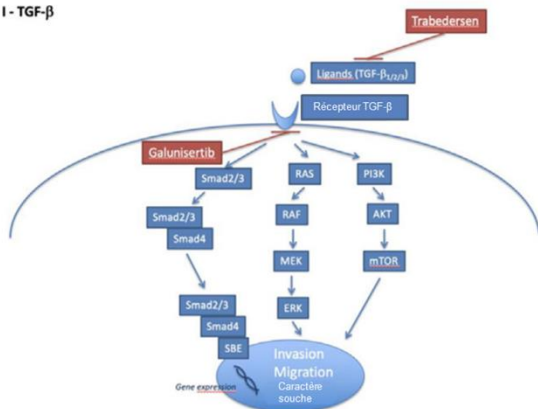 I - TGF-β
Trabedersen
Ligands (TGF-β1/2/3)
Récepteur TGF-β
Galunisertib
Smad2/3
RAS
PI3K
Smad2/3
RAF
AKT
Smad4
MEK
mTOR
Smad2/3
ERK
Smad4
SBE
Invasion
Migration
Gene expression
Caractère
souche